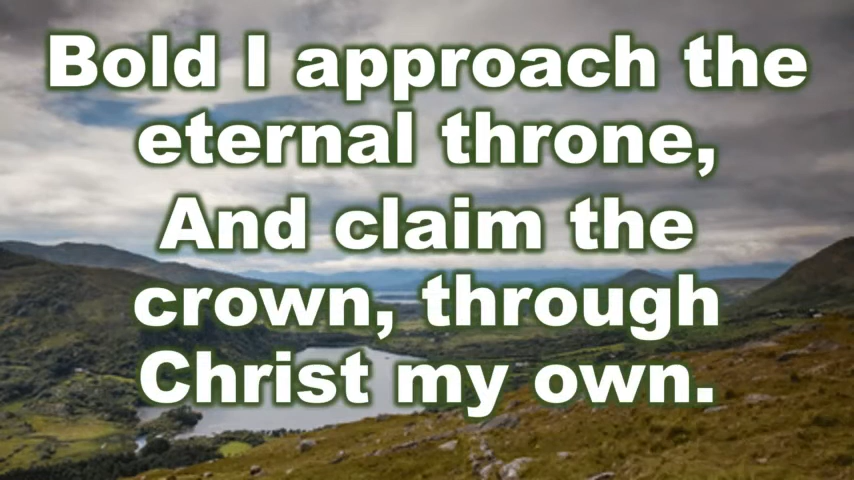 Bold I approach the
eternal throne,
And claim the
crown, through
Christ my own.